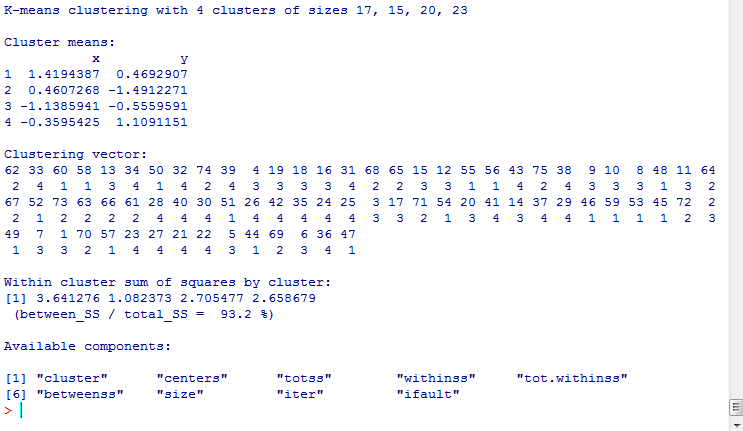 K-means clustering with 4 clusters of sizes 17, 15, 20, 23
Cluster means:
x y
1 1.4194387 0.4692907
2 0.4607268 -1.4912271
3 -1.1385941 -0.5559591
4 -0.3595425 1.1091151
Clustering vector:
62 33 60 58 13 34 50 32 74 39 4 19 18 16 31 68 65 15 12 55 56 43 75 38 9 10 8 48 11 64
2 4 1 1 3 4 1 4 2 4 3 3 3 3 4 2 2 3 3 1 1 4 2 4 3 3 3 1 3 2
67 52 73 63 66 61 28 40 30 51 26 42 35 24 25 3 17 71 54 20 41 14 37 29 46 59 53 45 72 2
2 1 2 2 2 2 4 4 4 1 4 4 4 4 4 3 3 2 1 3 4 3 4 4 1 1 1 1 2 3
49 7 1 70 57 23 27 21 22 5 44 69 6 36 47
1 3 3 2 1 4 4 4 4 3 1 2 3 4 1
Within cluster sum of squares by cluster:
[1] 3.641276 1.082373 2.705477 2.658679
(between_SS / total_SS = 93.2 %)
Available components:
[1] "cluster" "centers" "totss" "withinss" "tot.withinss"
[6] "betweenss" "size" "iter" "ifault"
>